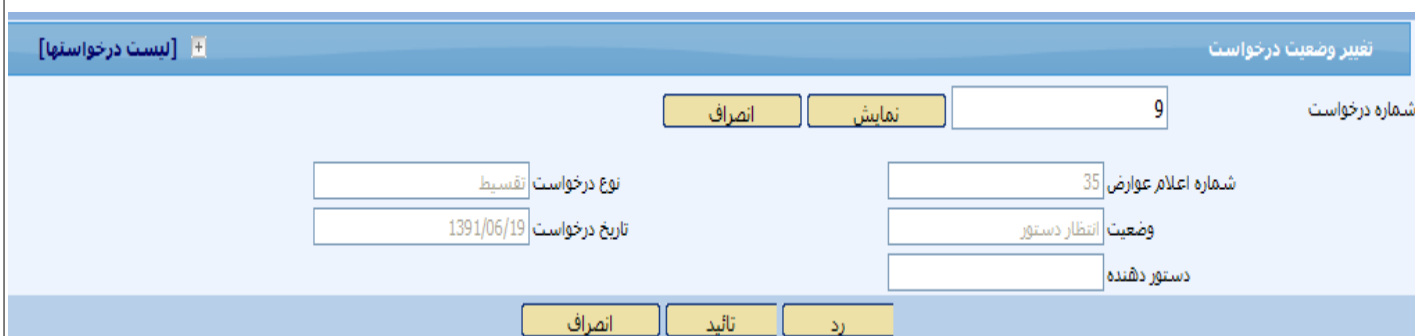 تغییر وضعیت درخواست [لیست درخواستها]
شماره درخواست 9 نمایش انصراف
شماره اعلام عوارض 35 نوع درخواست تقسیط
وضعیت انتظار دستور تاریخ درخواست 1391/06/19
دستور دهنده
رد تائید انصراف